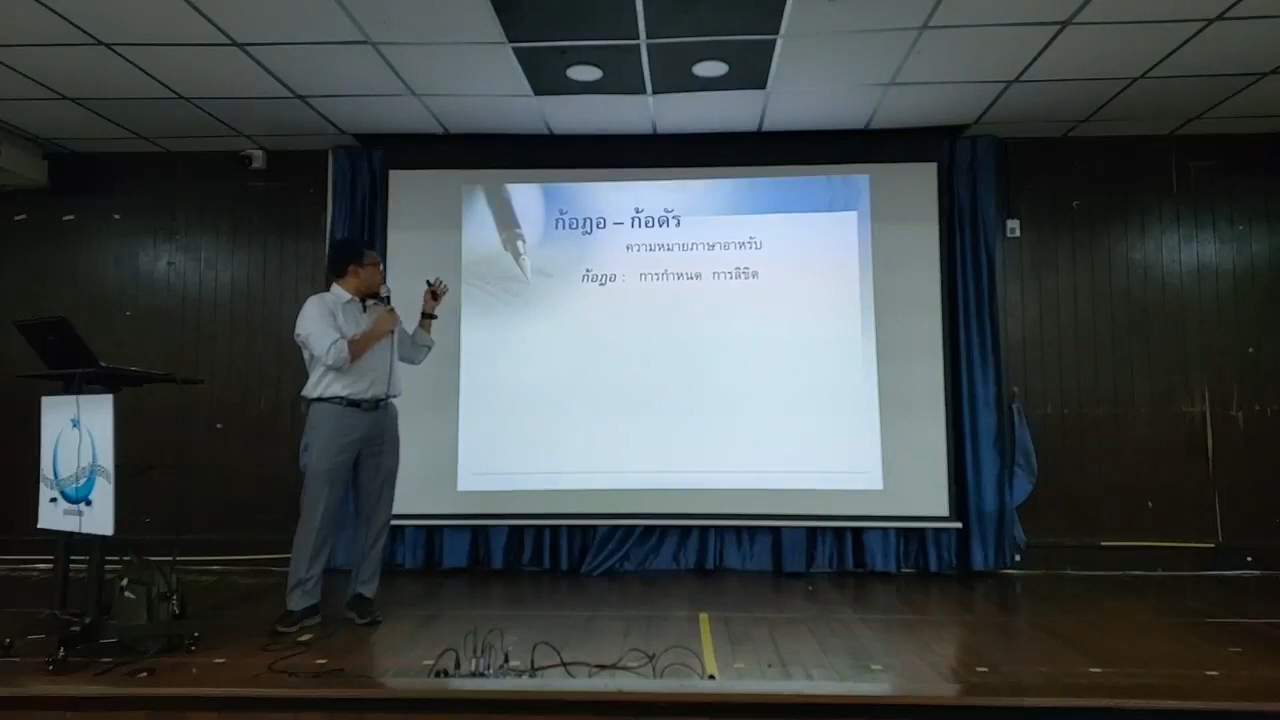 ก้อฎอ – ก้อดัร
ความหมายภาษาอาหรับ
ก้อฎอ : การกำหนด การลิขิต